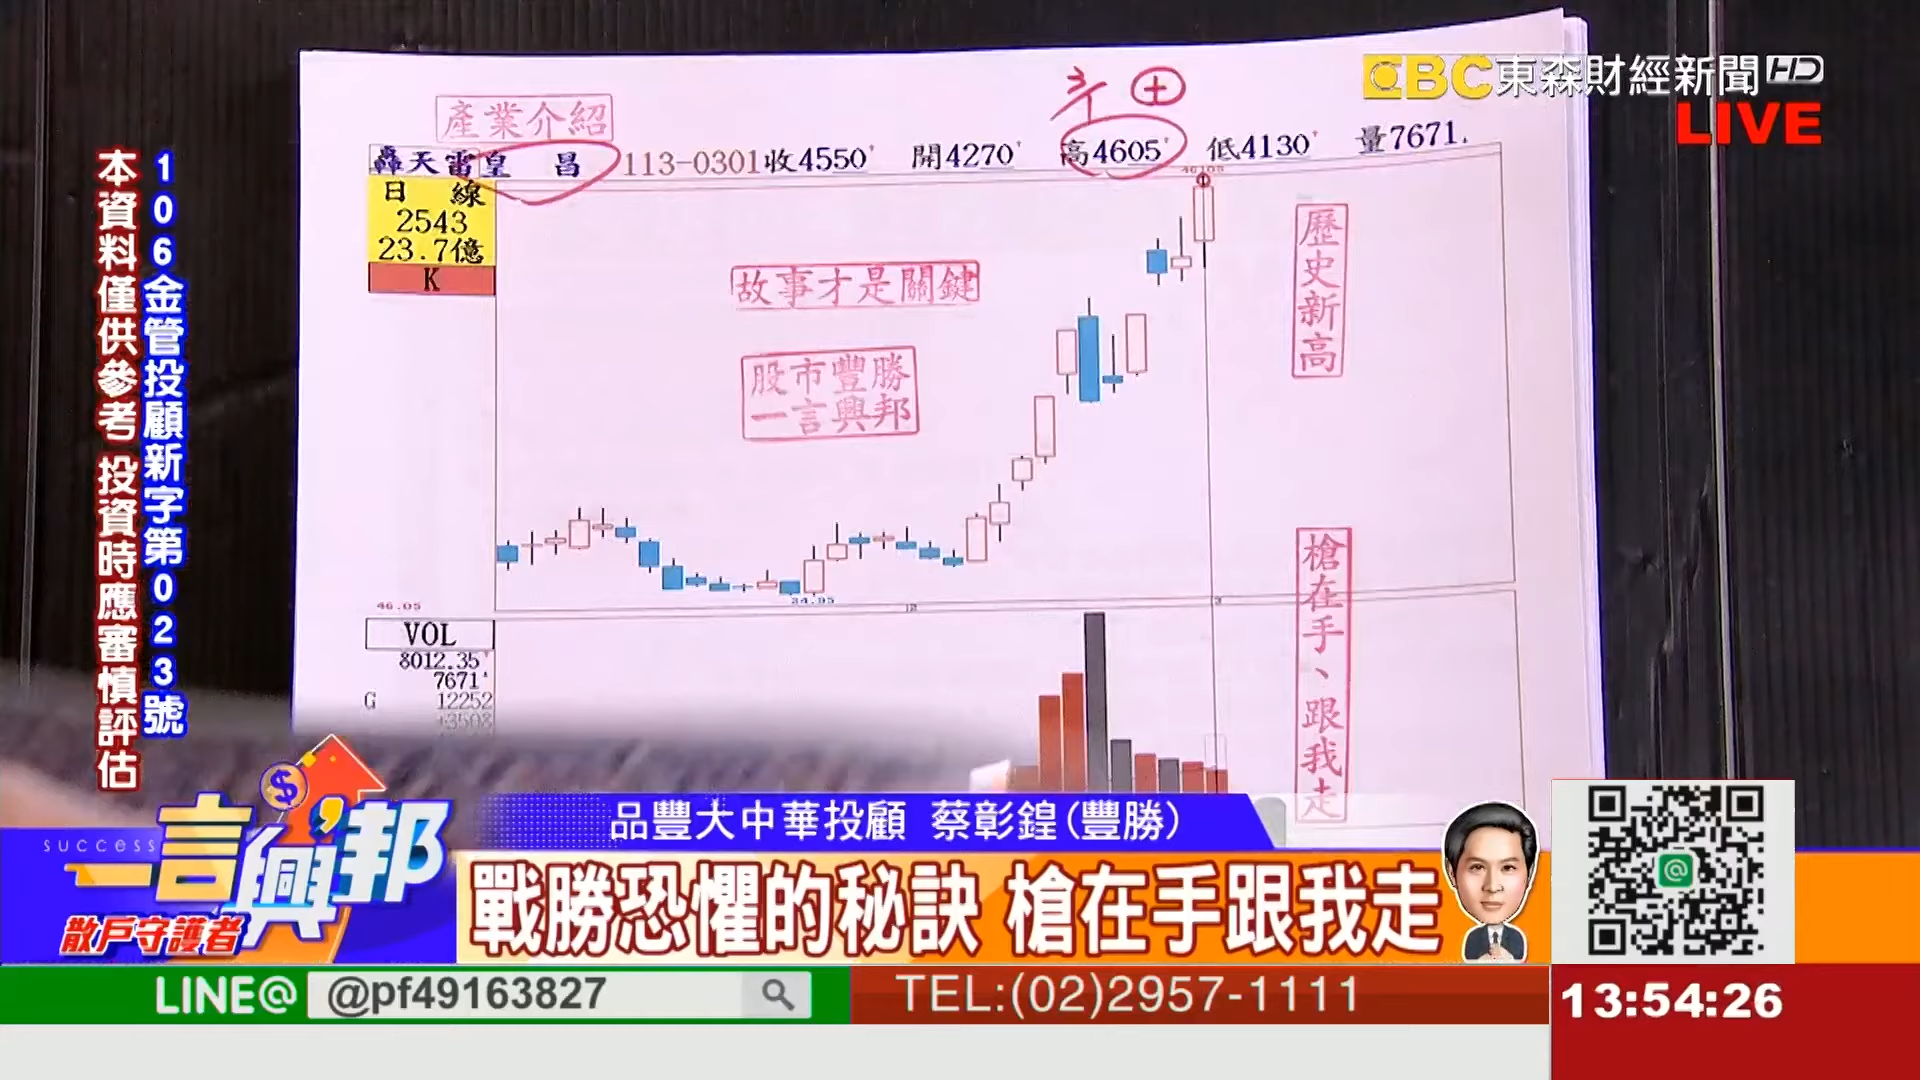 EBC東森財經新聞HD
LIVE
106金管投顧新字第023號
本資料僅供參考 投資時應審慎評估
產業介紹
轟天雷皇 昌 113-0301收4550 開4270 高4605 低4130 量7671
日 線
2543
23.7億
K
故事才是關鍵
股市豐勝
一言興邦
歷史新高
槍在手、跟我走
34.95
46.05
12
3
VOL
8012.35
7671
G 12252
success
一言興邦
散戶守護者
品豐大中華投顧 蔡彰鍠(豐勝)
戰勝恐懼的秘訣 槍在手跟我走
LINE@ @pf49163827
TEL:(02)2957-1111
13:54:26